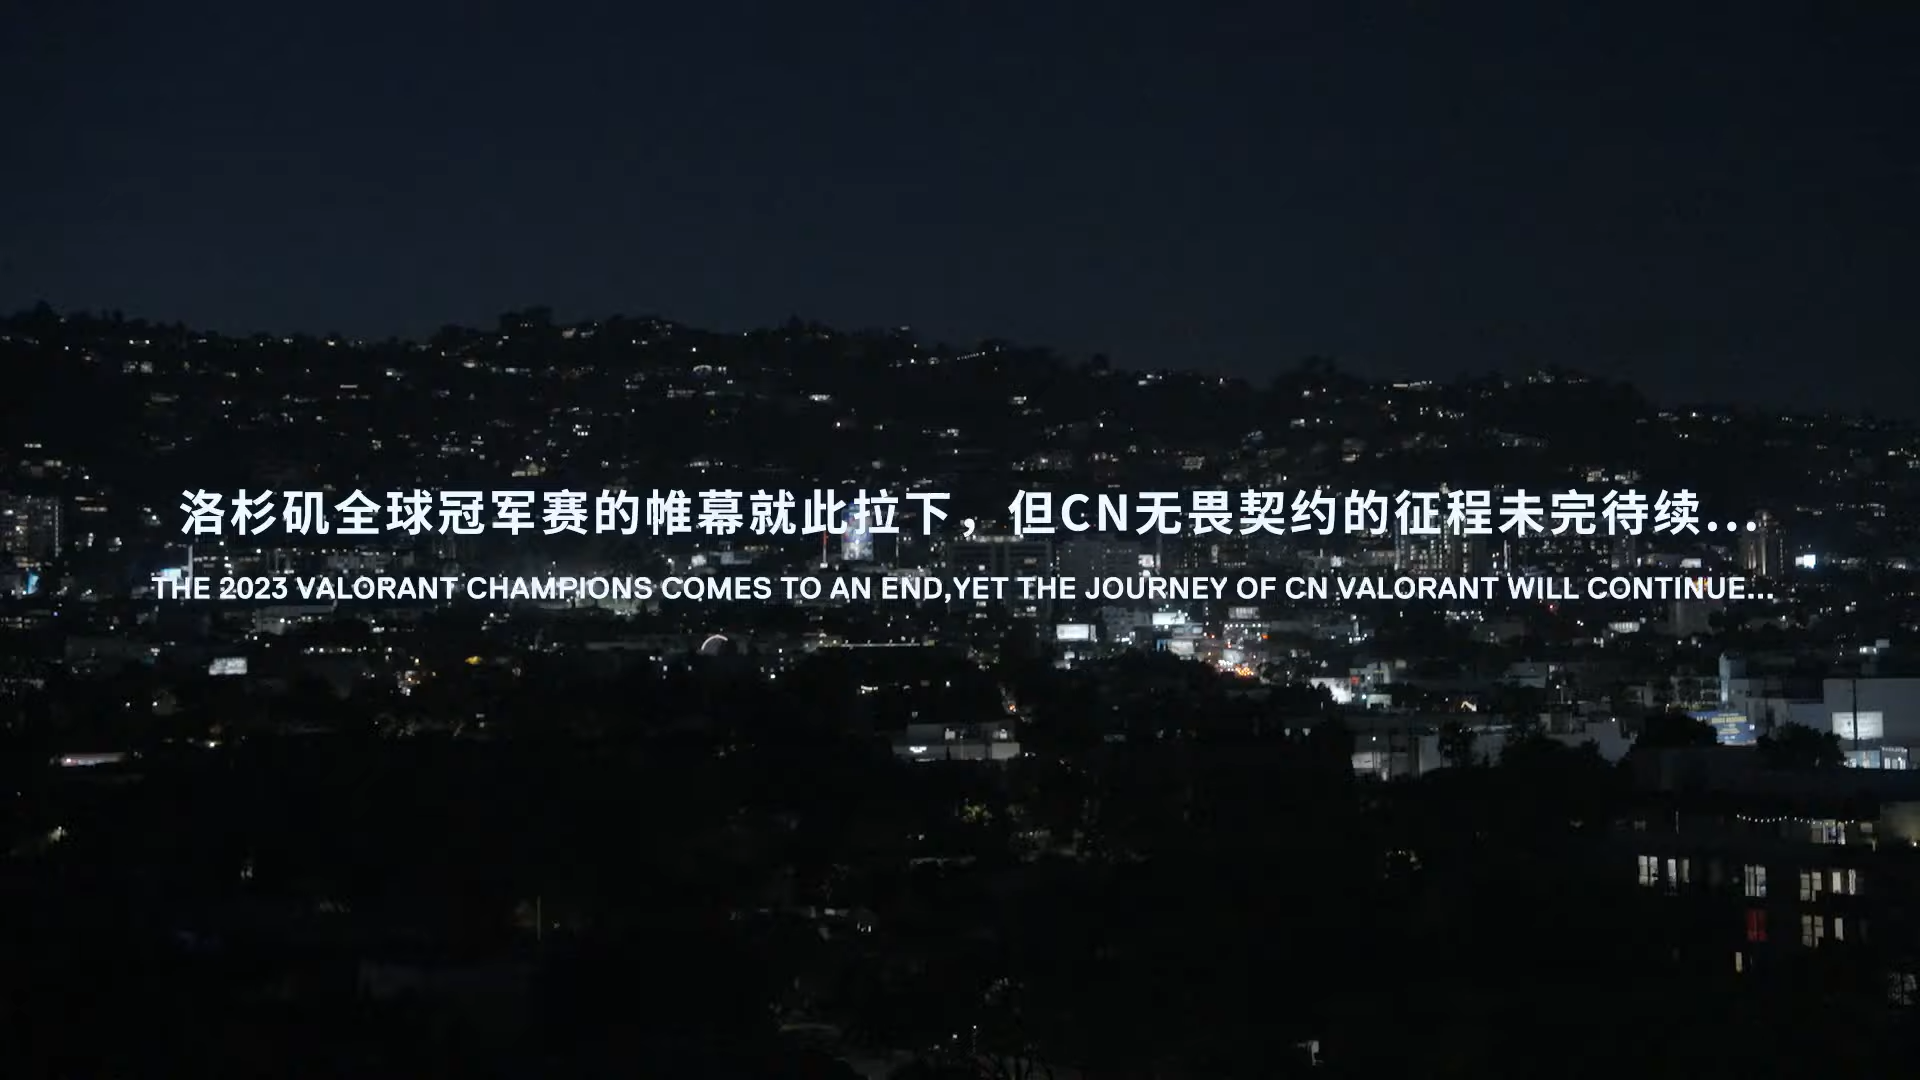 洛杉矶全球冠军赛的帷幕就此拉下，但CN无畏契约的征程未完待续...
THE 2023 VALORANT CHAMPIONS COMES TO AN END,YET THE JOURNEY OF CN VALORANT WILL CONTINUE...